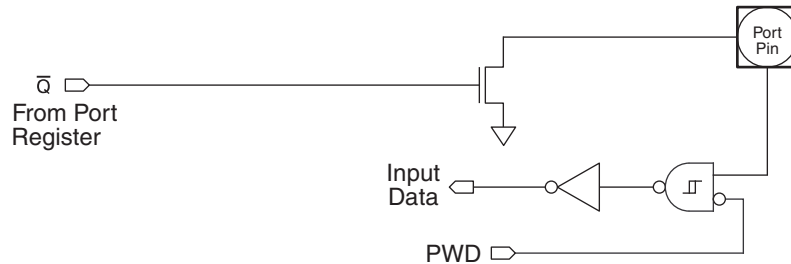 Port
Pin
Q̅
From Port
Register
Input
Data
PWD